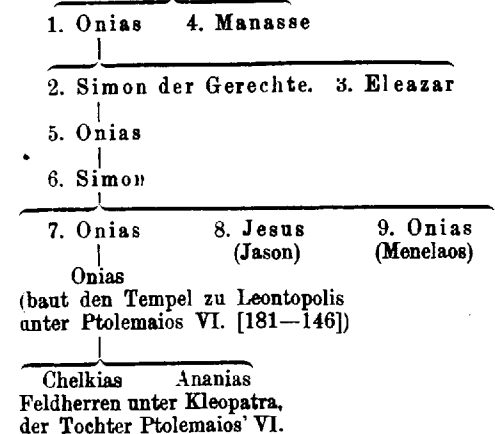 1. Onias 4. Manasse
2. Simon der Gerechte. 3. Eleazar
5. Onias
6. Simon
7. Onias 8. Jesus 9. Onias
(Jason) (Menelaos)
Onias
(baut den Tempel zu Leontopolis
unter Ptolemaios VI. [181—146])
Chelkias Ananias
Feldherren unter Kleopatra,
der Tochter Ptolemaios' VI.